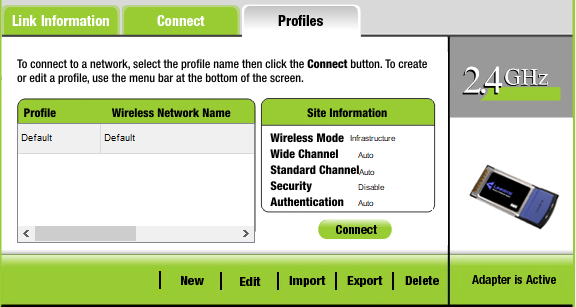 Link Information
Connect
Profiles
To connect to a network, select the profile name then click the Connect button. To create
or edit a profile, use the menu bar at the bottom of the screen.
2.4GHz
Profile Wireless Network Name
Default Default
Site Information
Wireless Mode Infrastructure
Wide Channel Auto
Standard Channel Auto
Security Disable
Authentication Auto
Connect
New Edit Import Export Delete
Adapter is Active